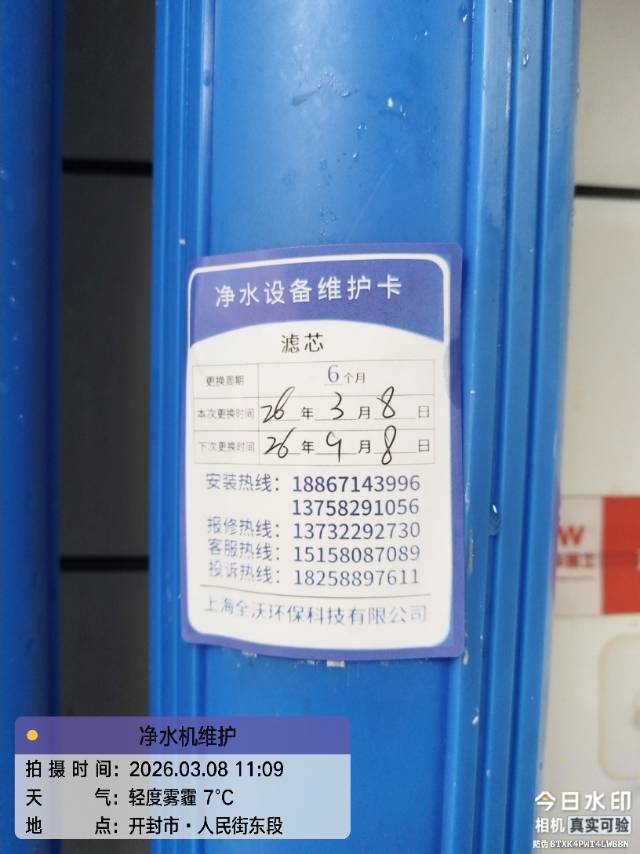 净水设备维护卡
滤芯
更换周期 6个月
本次更换时间 26年3月8日
下次更换时间 26年9月8日
安装热线：18867143996
13758291056
报修热线：13732292730
客服热线：15158087089
投诉热线：18258897611
上海全沃环保科技有限公司
净水机维护
拍摄时间：2026.03.08 11:09
天气：轻度雾霾 7℃
地点：开封市·人民街东段
今日水印
相机 真实可验
防伪 BTXK4PWT4LWBBN